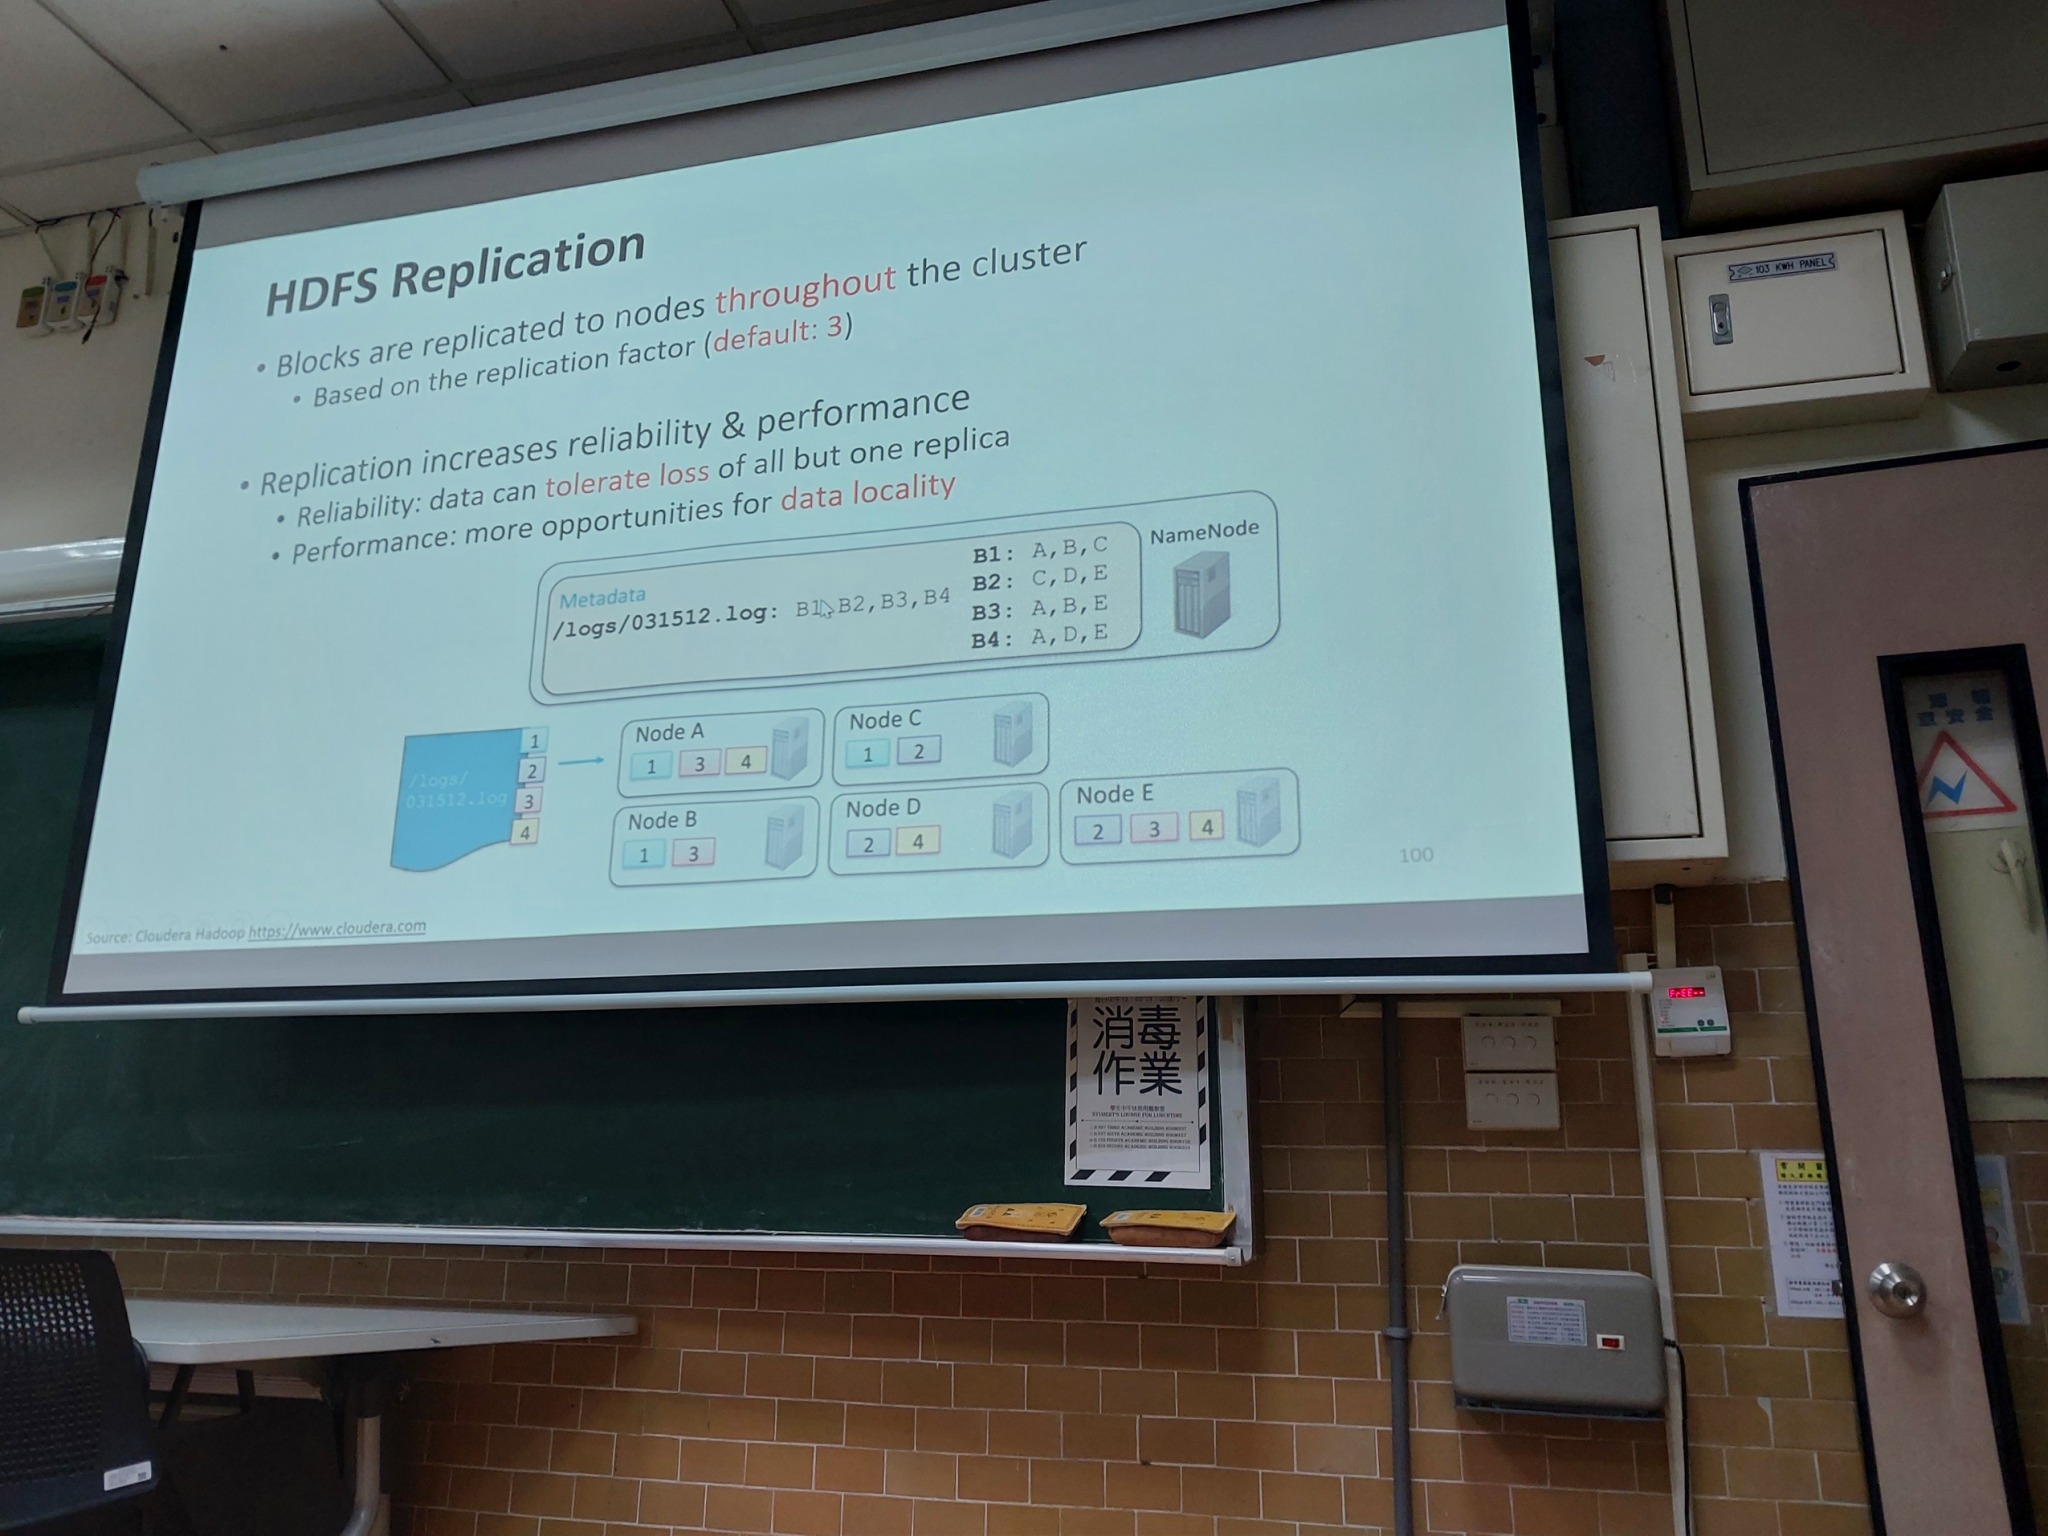 HDFS Replication
• Blocks are replicated to nodes throughout the cluster
• Based on the replication factor (default: 3)
• Replication increases reliability & performance
• Reliability: data can tolerate loss of all but one replica
• Performance: more opportunities for data locality
Metadata
/logs/031512.log: B1,B2,B3,B4
B1: A,B,C
B2: C,D,E
B3: A,B,E
B4: A,D,E
NameNode
/logs/
031512.log
1
2
3
4
Node A
1 3 4
Node C
1 2
Node B
1 3
Node D
2 4
Node E
2 3 4
100
Source: Cloudera Hadoop https://www.cloudera.com
103 KWH PANEL
消毒
作業
STUDENT'S LOUNGE FOR LUNCHTIME